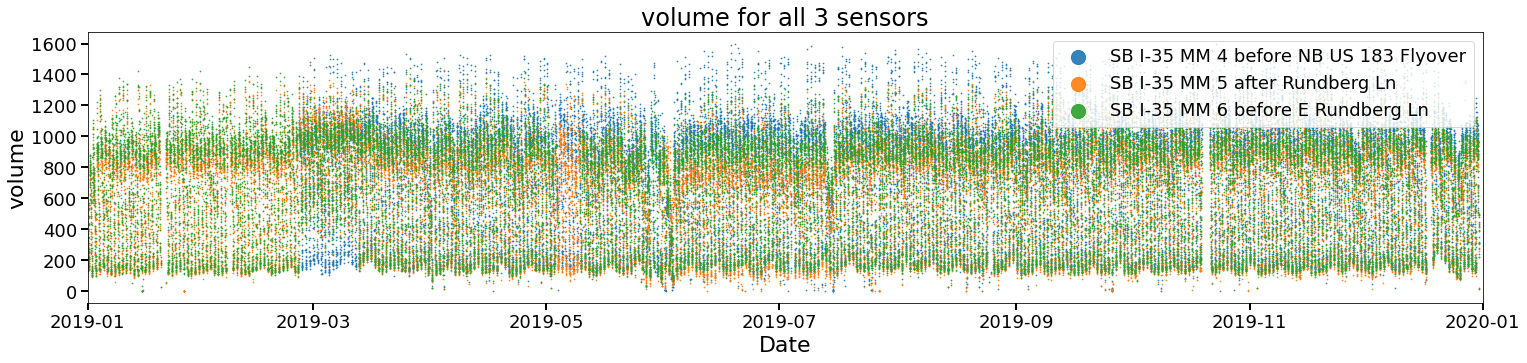 volume for all 3 sensors
1600
1400
1200
1000
800
600
400
200
0
volume
SB I-35 MM 4 before NB US 183 Flyover
SB I-35 MM 5 after Rundberg Ln
SB I-35 MM 6 before E Rundberg Ln
2019-01 2019-03 2019-05 2019-07 2019-09 2019-11 2020-01
Date